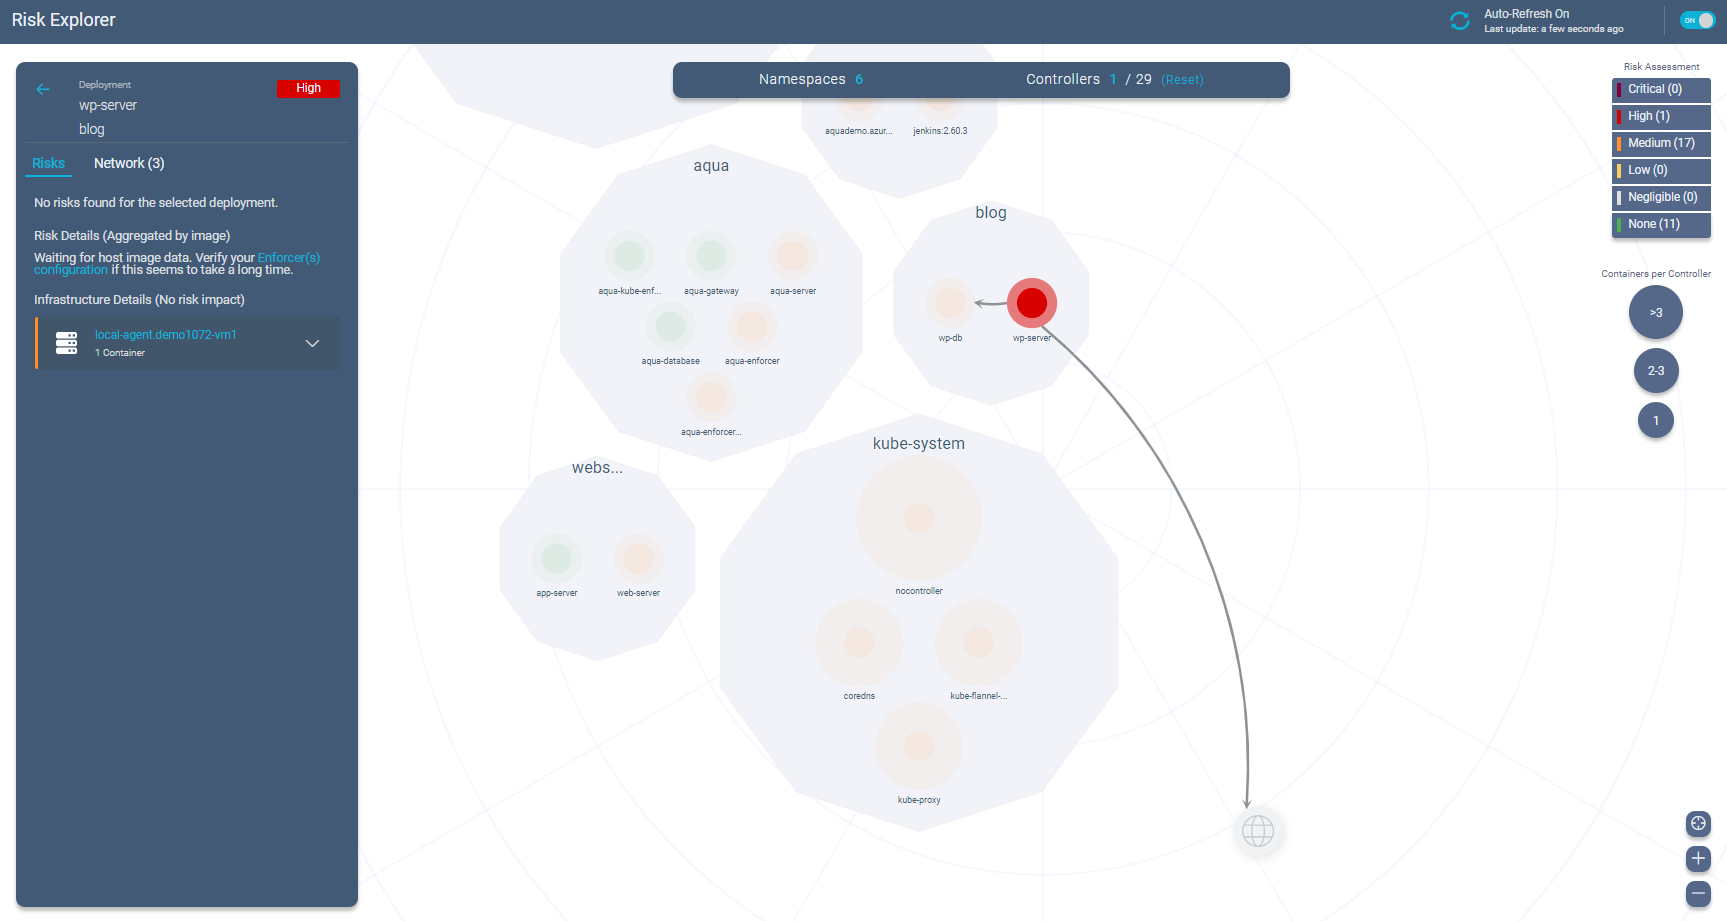 Risk Explorer
Auto-Refresh On
Last update: a few seconds ago
ON
Deployment
wp-server
blog
High
Risks
Network (3)
No risks found for the selected deployment.
Risk Details (Aggregated by image)
Waiting for host image data. Verify your Enforcer(s)
configuration if this seems to take a long time.
Infrastructure Details (No risk impact)
local-agent.demo1072-vm1
1 Container
Namespaces 6
Controllers 1 / 29 (Reset)
aquademo.azur...
jenkins:2.60.3
aqua
aqua-kube-enf...
aqua-gateway
aqua-server
aqua-database
aqua-enforcer
aqua-enforcer...
blog
wp-db
wp-server
webs...
app-server
web-server
kube-system
nocontroller
coredns
kube-flannel-...
kube-proxy
Risk Assessment
Critical (0)
High (1)
Medium (17)
Low (0)
Negligible (0)
None (11)
Containers per Controller
>3
2-3
1